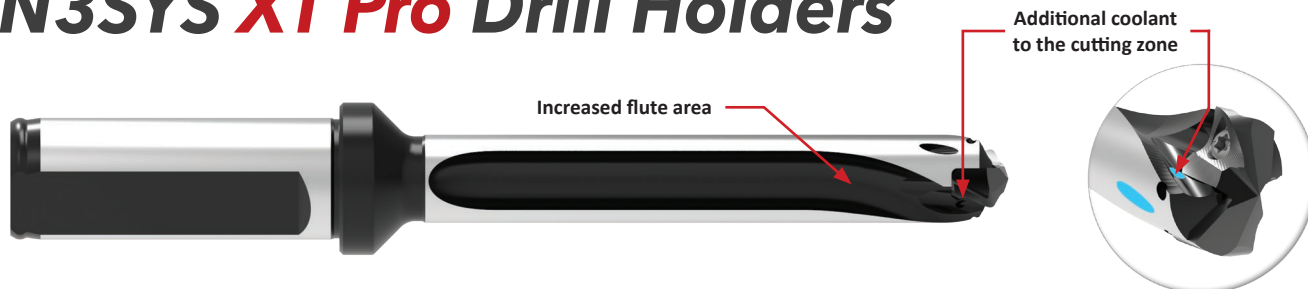 N3SYS XT Pro Drill Holders
Additional coolant
to the cutting zone
Increased flute area